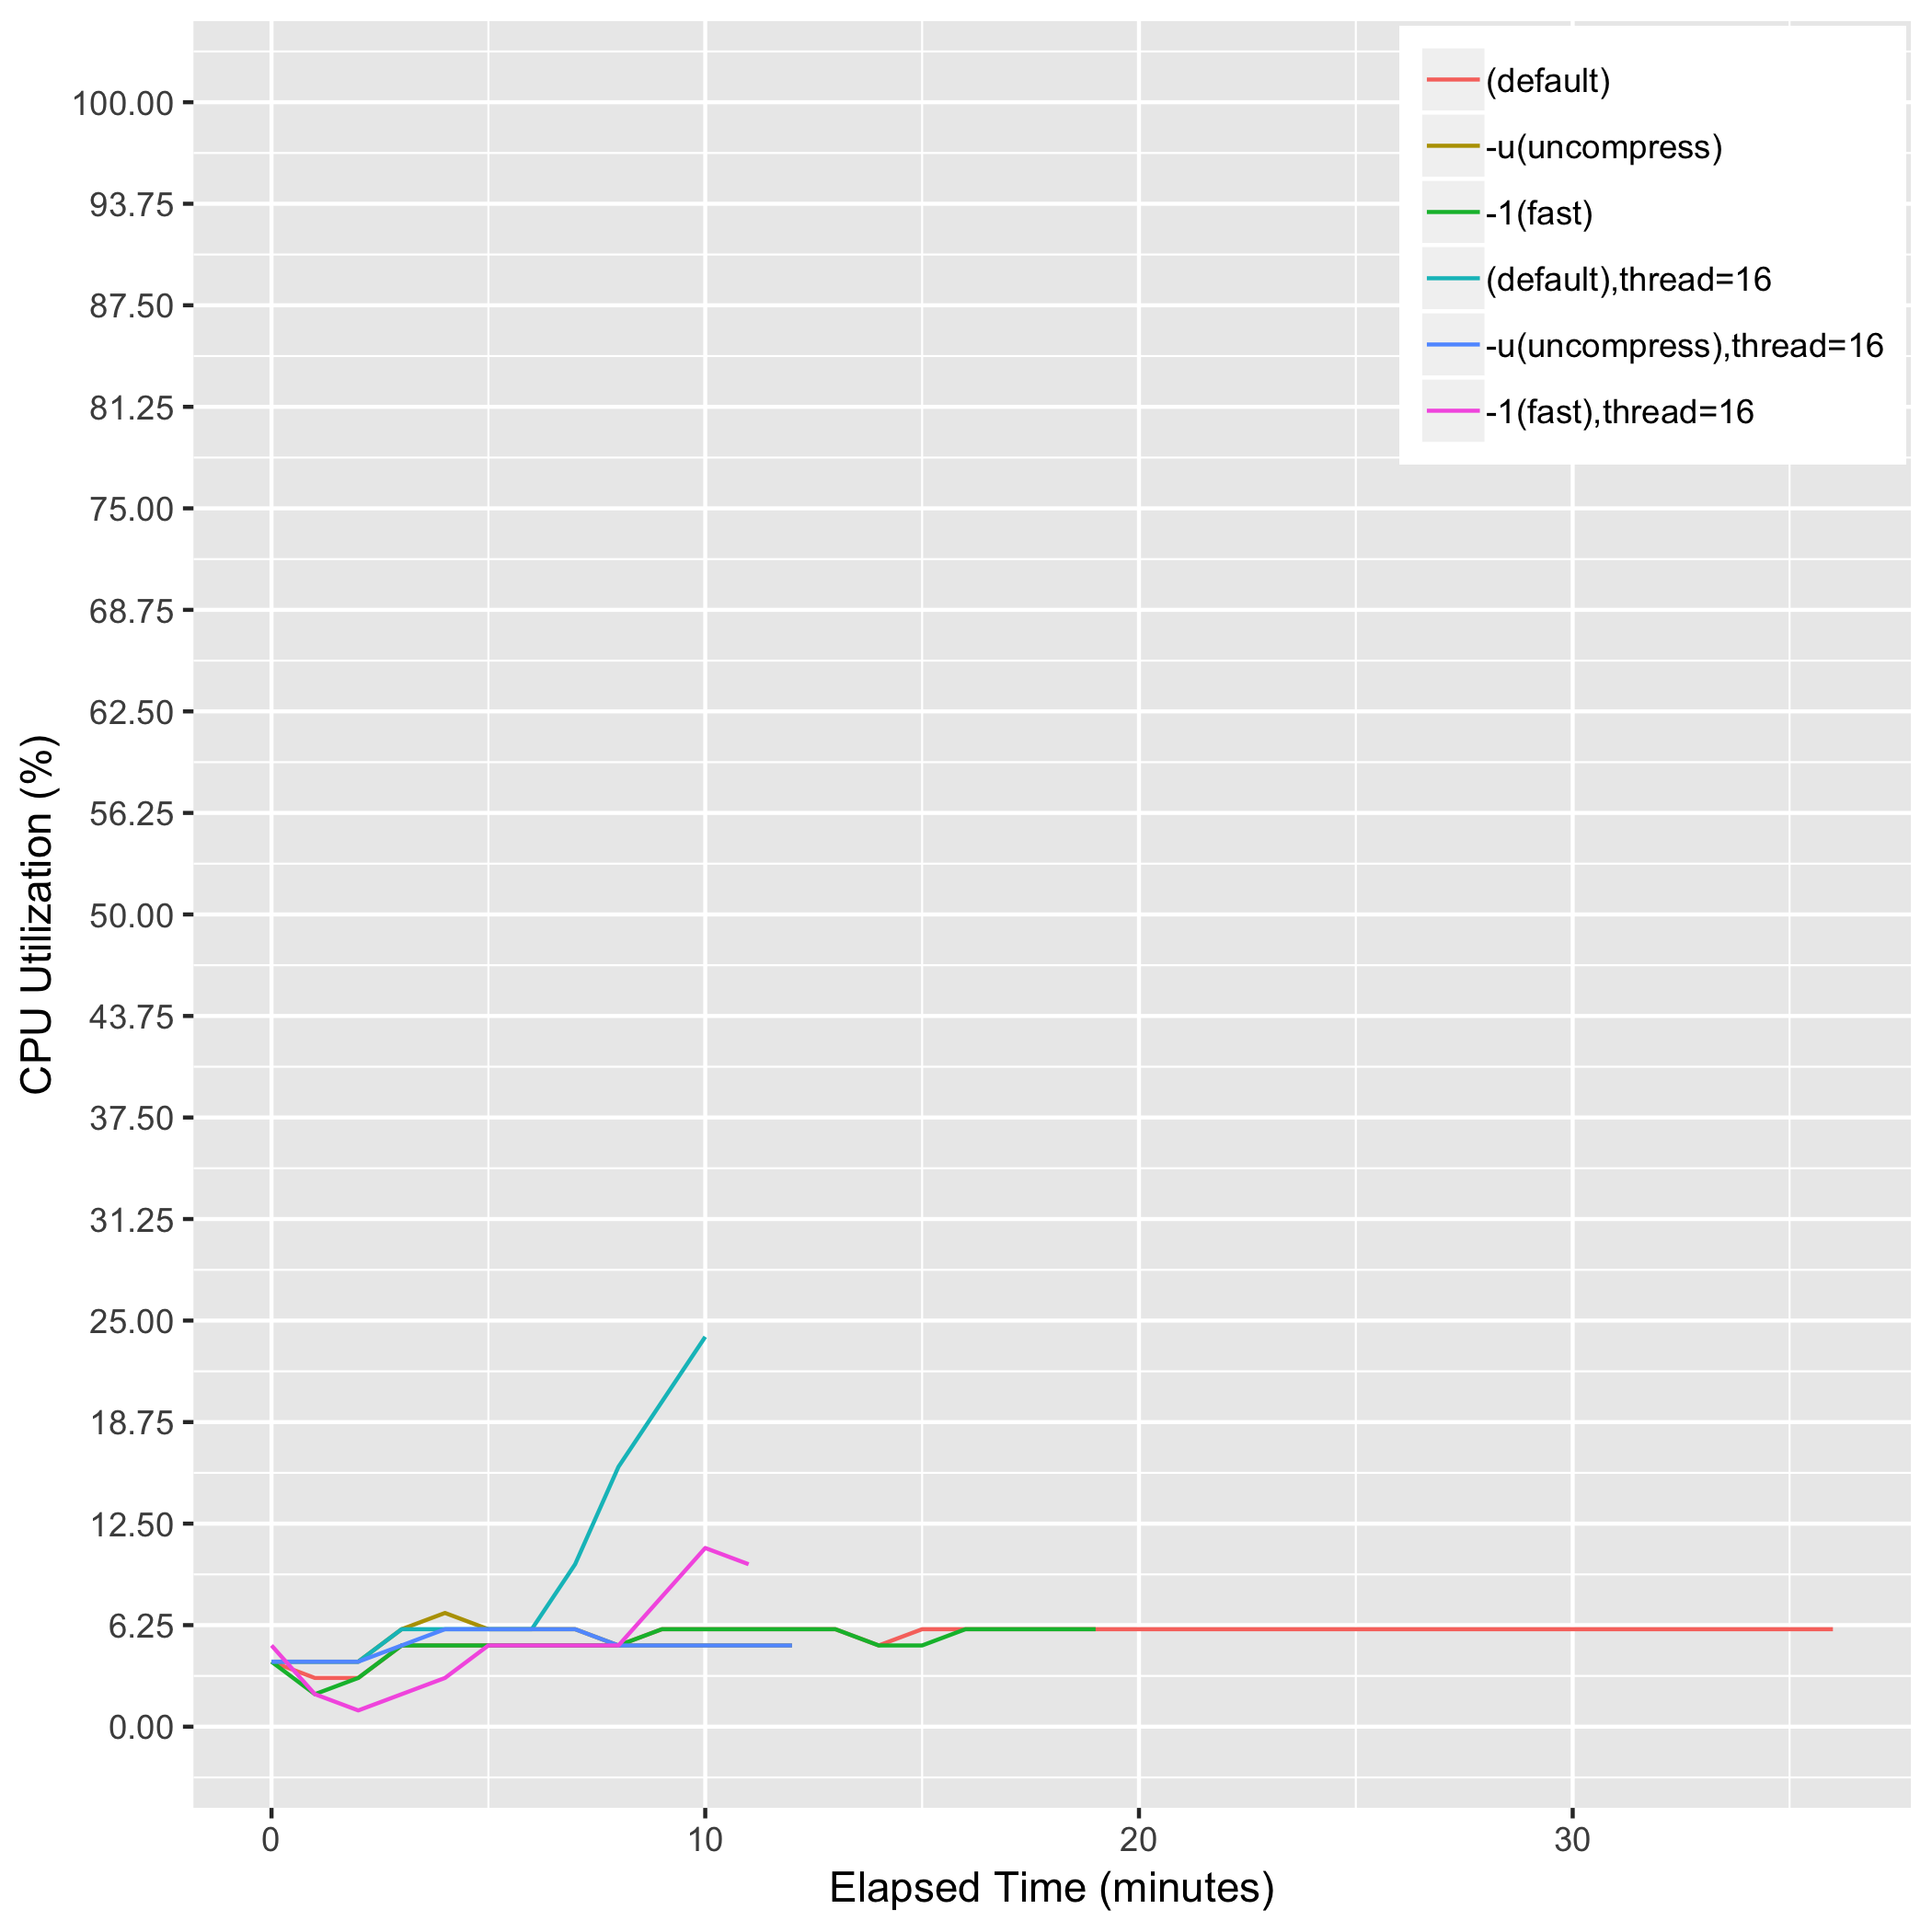 (default)
-u(uncompress)
-1(fast)
(default),thread=16
-u(uncompress),thread=16
-1(fast),thread=16
100.00
93.75
87.50
81.25
75.00
68.75
62.50
56.25
50.00
43.75
37.50
31.25
25.00
18.75
12.50
6.25
0.00
CPU Utilization (%)
0
10
20
30
Elapsed Time (minutes)